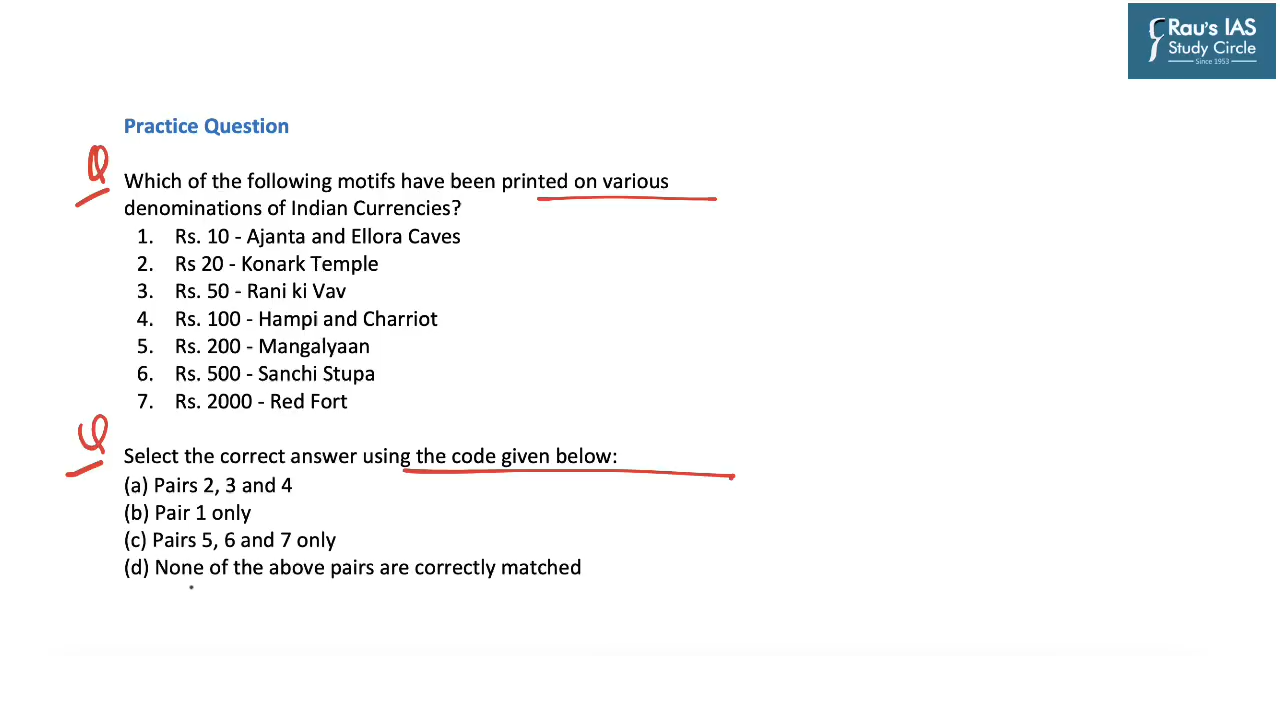 Rau's IAS
Study Circle
Since 1953
Practice Question
Q
Which of the following motifs have been printed on various
denominations of Indian Currencies?
1. Rs. 10 - Ajanta and Ellora Caves
2. Rs 20 - Konark Temple
3. Rs. 50 - Rani ki Vav
4. Rs. 100 - Hampi and Charriot
5. Rs. 200 - Mangalyaan
6. Rs. 500 - Sanchi Stupa
7. Rs. 2000 - Red Fort
Q
Select the correct answer using the code given below:
(a) Pairs 2, 3 and 4
(b) Pair 1 only
(c) Pairs 5, 6 and 7 only
(d) None of the above pairs are correctly matched